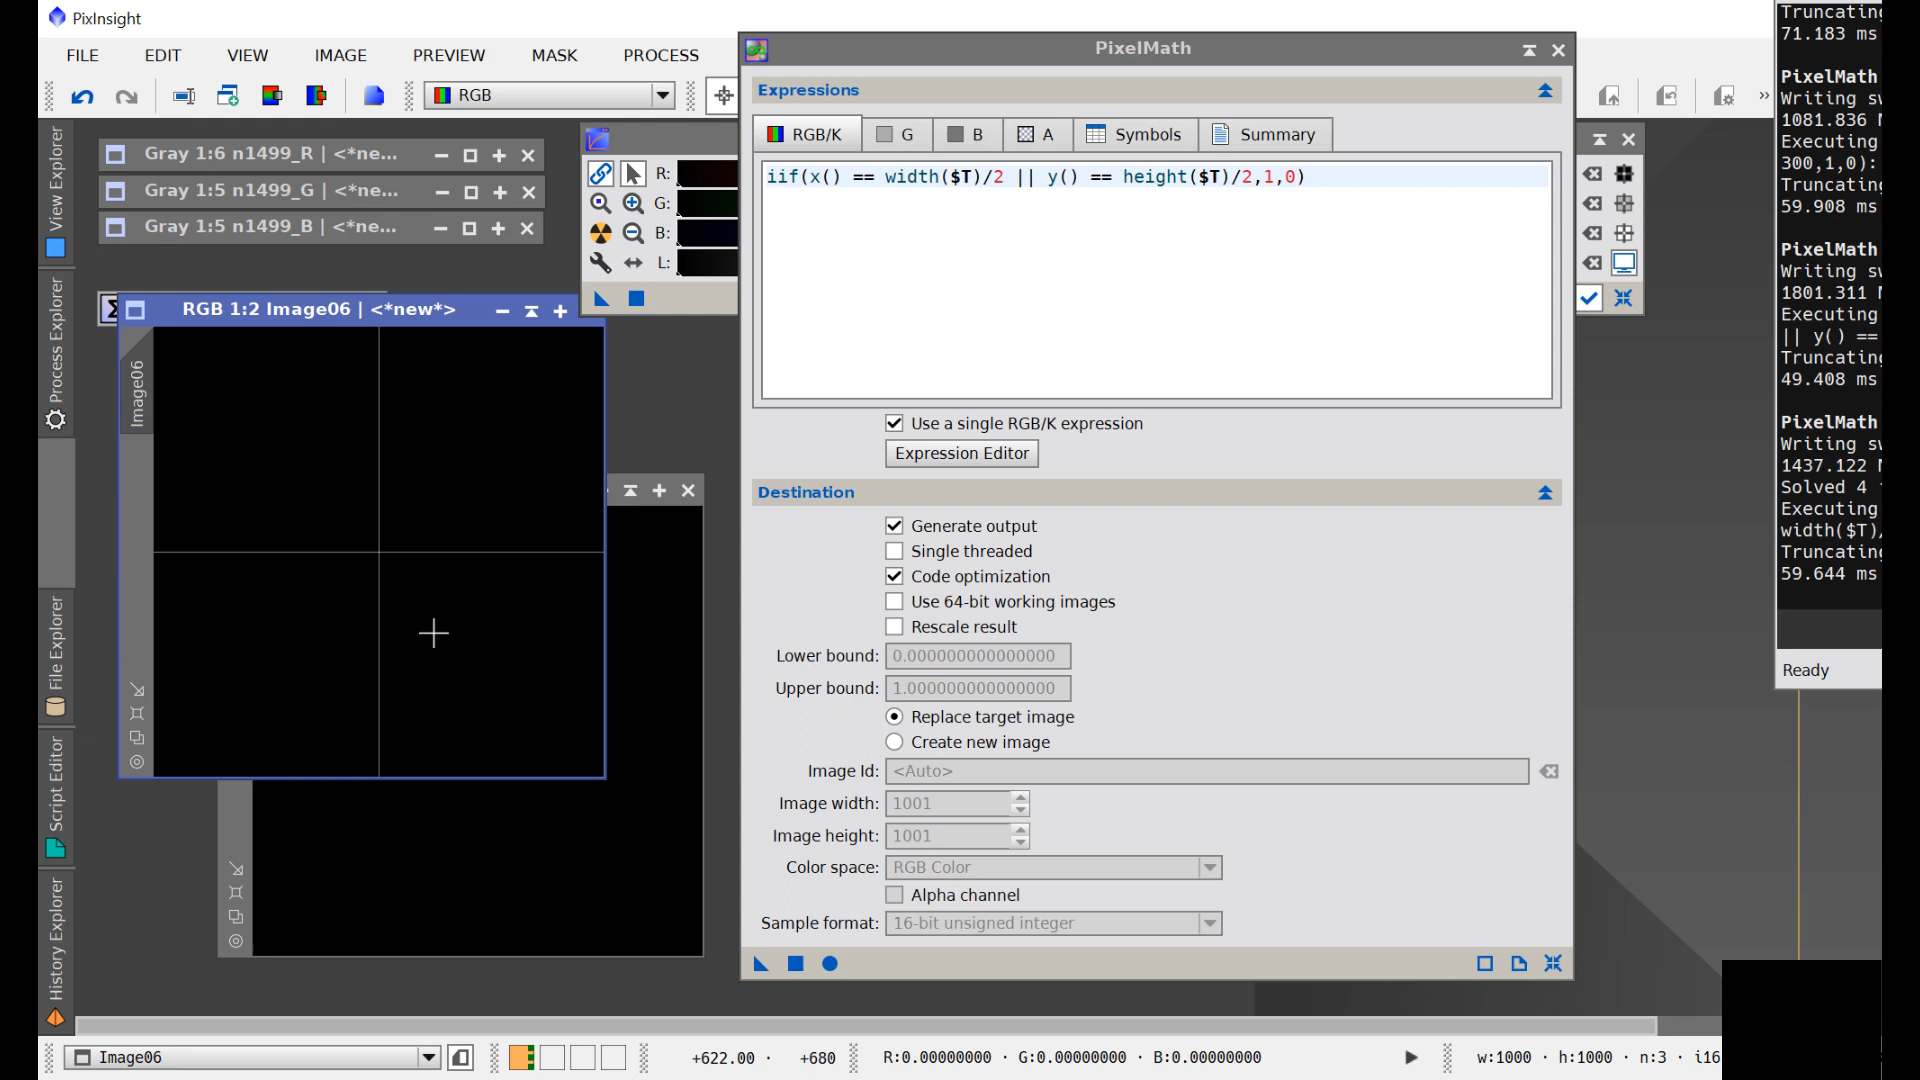 PixInsight
FILE EDIT VIEW IMAGE PREVIEW MASK PROCESS
RGB
View Explorer
Process Explorer
File Explorer
Script Editor
History Explorer
Gray 1:6 n1499_R | <*ne...
Gray 1:5 n1499_G | <*ne...
Gray 1:5 n1499_B | <*ne...
RGB 1:2 Image06 | <*new*>
Image06
R:
G:
B:
L:
PixelMath
Expressions
RGB/K G B A Symbols Summary
iif(x() == width($T)/2 || y() == height($T)/2,1,0)
Use a single RGB/K expression
Expression Editor
Destination
Generate output
Single threaded
Code optimization
Use 64-bit working images
Rescale result
Lower bound: 0.000000000000000
Upper bound: 1.000000000000000
Replace target image
Create new image
Image Id: <Auto>
Image width: 1001
Image height: 1001
Color space: RGB Color
Alpha channel
Sample format: 16-bit unsigned integer
Truncating
71.183 ms
PixelMath
Writing sw
1081.836 M
Executing
300,1,0):
Truncating
59.908 ms
PixelMath
Writing sw
1801.311 M
Executing
|| y() ==
Truncating
49.408 ms
PixelMath
Writing sw
1437.122 M
Solved 4
Executing
width($T)/
Truncating
59.644 ms
Ready
Image06
+622.00 · +680
R:0.00000000 · G:0.00000000 · B:0.00000000
w:1000 · h:1000 · n:3 · i16